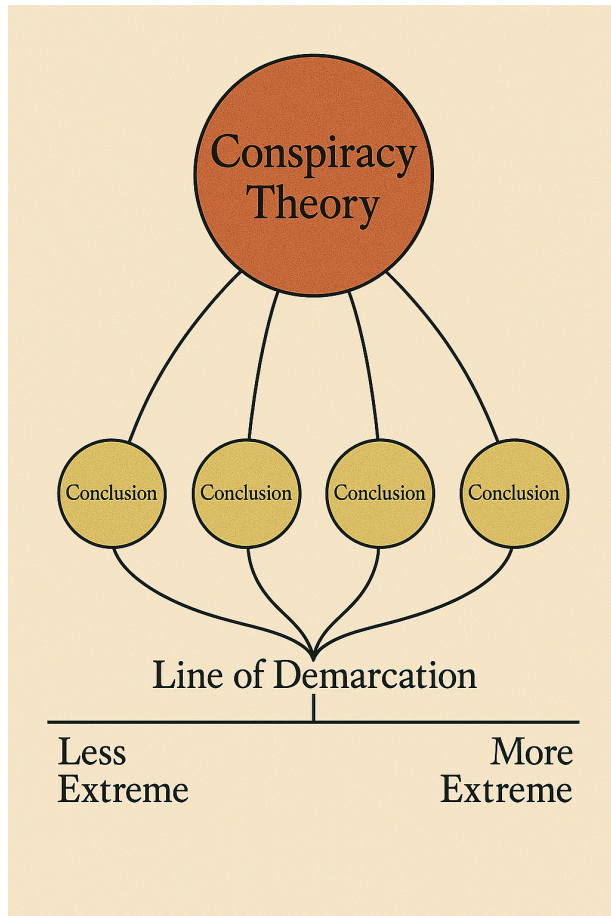 Conspiracy
Theory
Conclusion
Conclusion
Conclusion
Conclusion
Line of Demarcation
Less
Extreme
More
Extreme